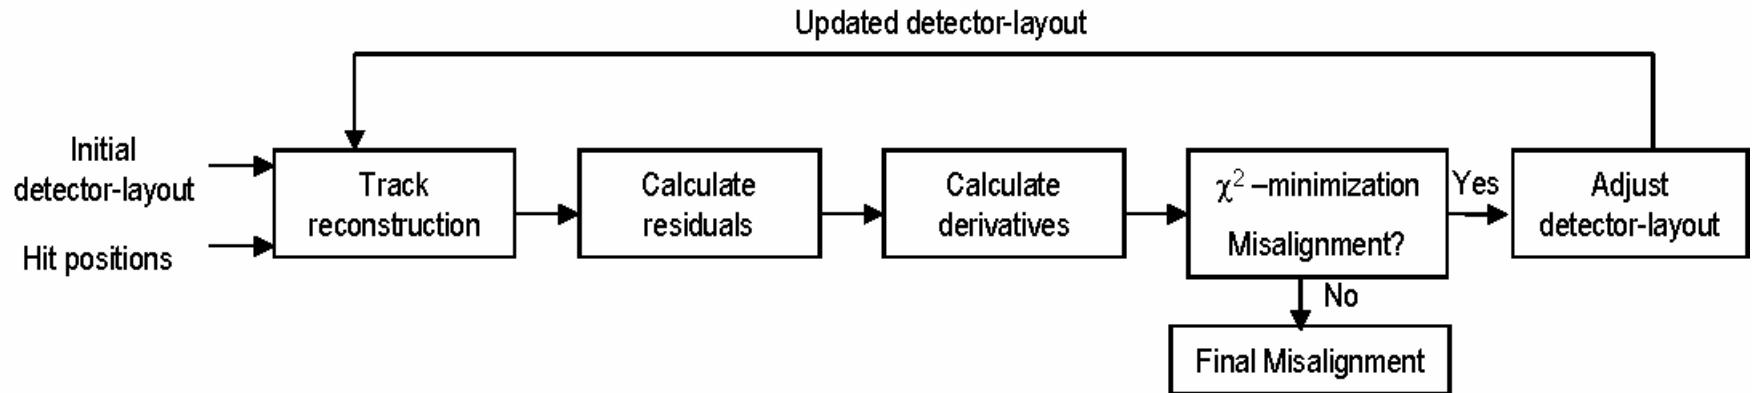 Updated detector-layout
Initial
detector-layout
Hit positions
Track
reconstruction
Calculate
residuals
Calculate
derivatives
χ² –minimization
Misalignment?
Yes
Adjust
detector-layout
No
Final Misalignment